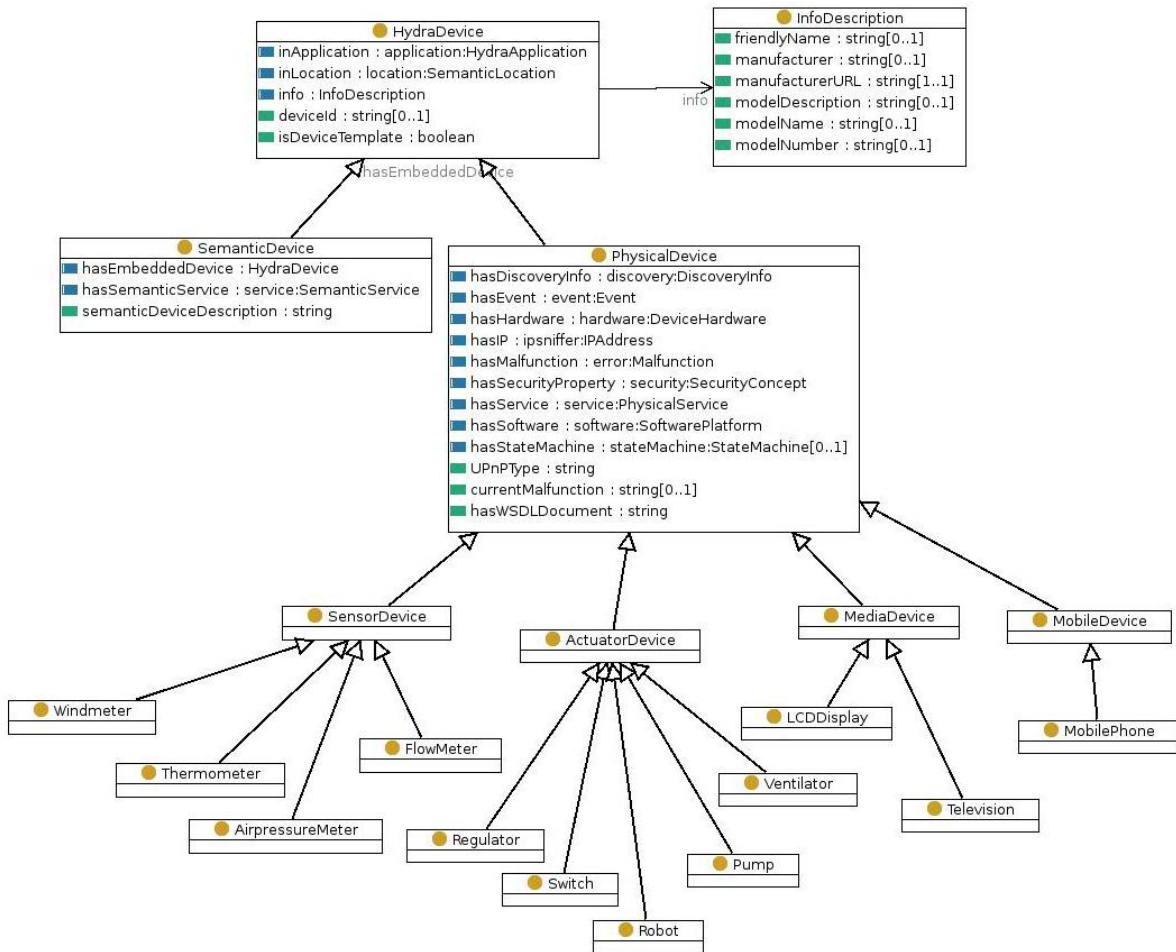 HydraDevice
inApplication : application:HydraApplication
inLocation : location:SemanticLocation
info : InfoDescription
deviceId : string[0..1]
isDeviceTemplate : boolean
InfoDescription
friendlyName : string[0..1]
manufacturer : string[0..1]
manufacturerURL : string[1..1]
modelDescription : string[0..1]
modelName : string[0..1]
modelNumber : string[0..1]
info
hasEmbeddedDevice
SemanticDevice
hasEmbeddedDevice : HydraDevice
hasSemanticService : service:SemanticService
semanticDeviceDescription : string
PhysicalDevice
hasDiscoveryInfo : discovery:DiscoveryInfo
hasEvent : event:Event
hasHardware : hardware:DeviceHardware
hasIP : ipsniffer:IPAddress
hasMalfunction : error:Malfunction
hasSecurityProperty : security:SecurityConcept
hasService : service:PhysicalService
hasSoftware : software:SoftwarePlatform
hasStateMachine : stateMachine:StateMachine[0..1]
UPnPType : string
currentMalfunction : string[0..1]
hasWSDLDocument : string
SensorDevice
ActuatorDevice
MediaDevice
MobileDevice
Windmeter
Thermometer
AirpressureMeter
FlowMeter
Regulator
Switch
Robot
Pump
Ventilator
LCDDisplay
Television
MobilePhone